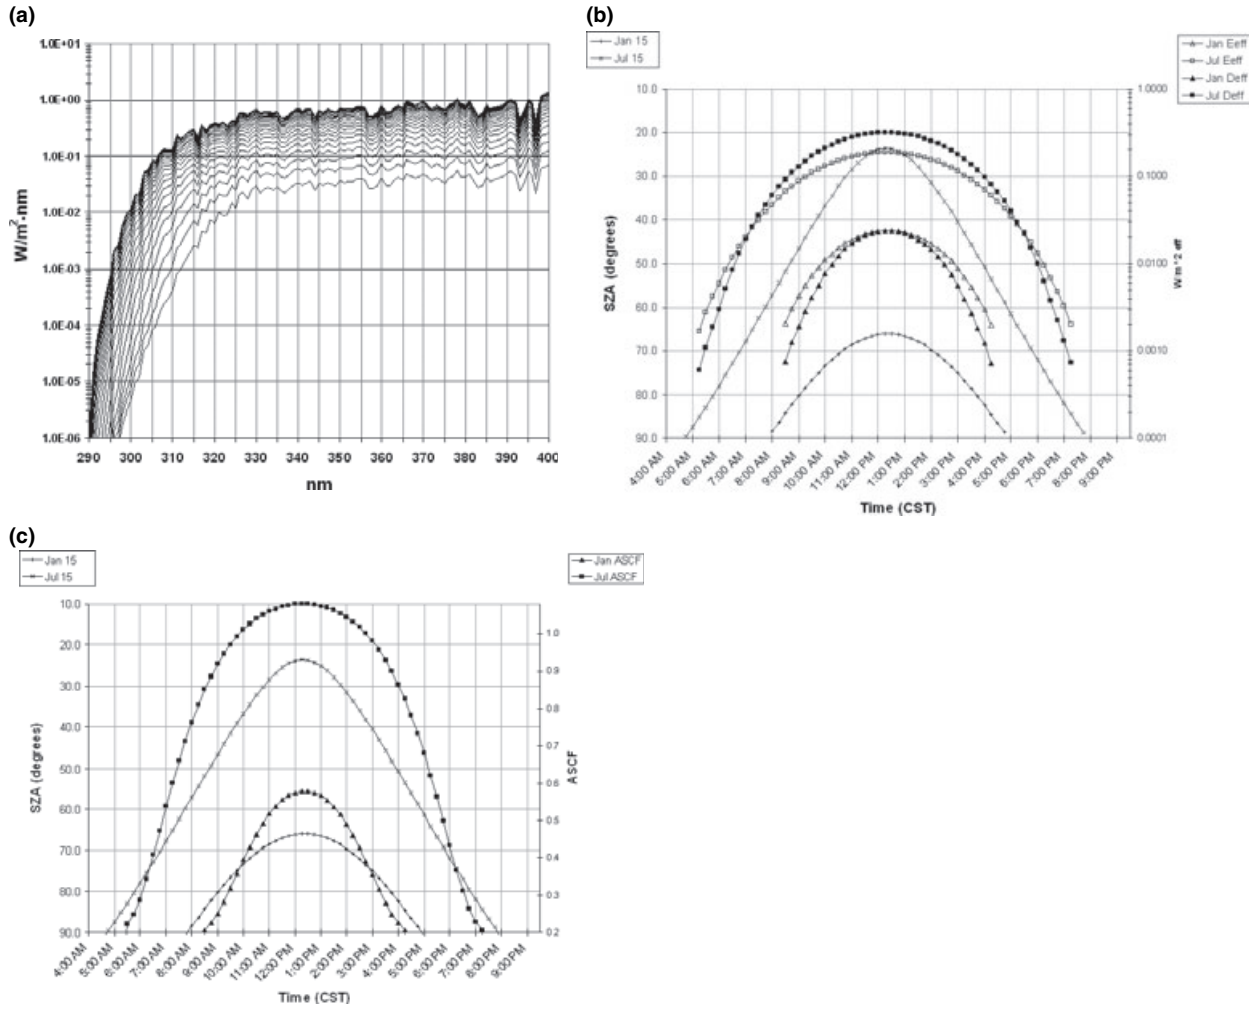 (a)
1.0E+01
1.0E+00
1.0E-01
1.0E-02
1.0E-03
1.0E-04
1.0E-05
1.0E-06
W/m²·nm
290 300 310 320 330 340 350 360 370 380 390 400
nm
(b)
Jan 15
Jul 15
Jan Eeff
Jul Eeff
Jan Deff
Jul Deff
10.0
20.0
30.0
40.0
50.0
60.0
70.0
80.0
90.0
SZA (degrees)
1.0000
0.1000
0.0100
0.0010
0.0001
W/m^2 eff
4:00 AM
5:00 AM
6:00 AM
7:00 AM
8:00 AM
9:00 AM
10:00 AM
11:00 AM
12:00 PM
1:00 PM
2:00 PM
3:00 PM
4:00 PM
5:00 PM
6:00 PM
7:00 PM
8:00 PM
9:00 PM
Time (CST)
(c)
Jan 15
Jul 15
Jan ASCF
Jul ASCF
10.0
20.0
30.0
40.0
50.0
60.0
70.0
80.0
90.0
SZA (degrees)
1.0
0.9
0.8
0.7
0.6
0.5
0.4
0.3
0.2
ASCF
4:00 AM
5:00 AM
6:00 AM
7:00 AM
8:00 AM
9:00 AM
10:00 AM
11:00 AM
12:00 PM
1:00 PM
2:00 PM
3:00 PM
4:00 PM
5:00 PM
6:00 PM
7:00 PM
8:00 PM
9:00 PM
Time (CST)